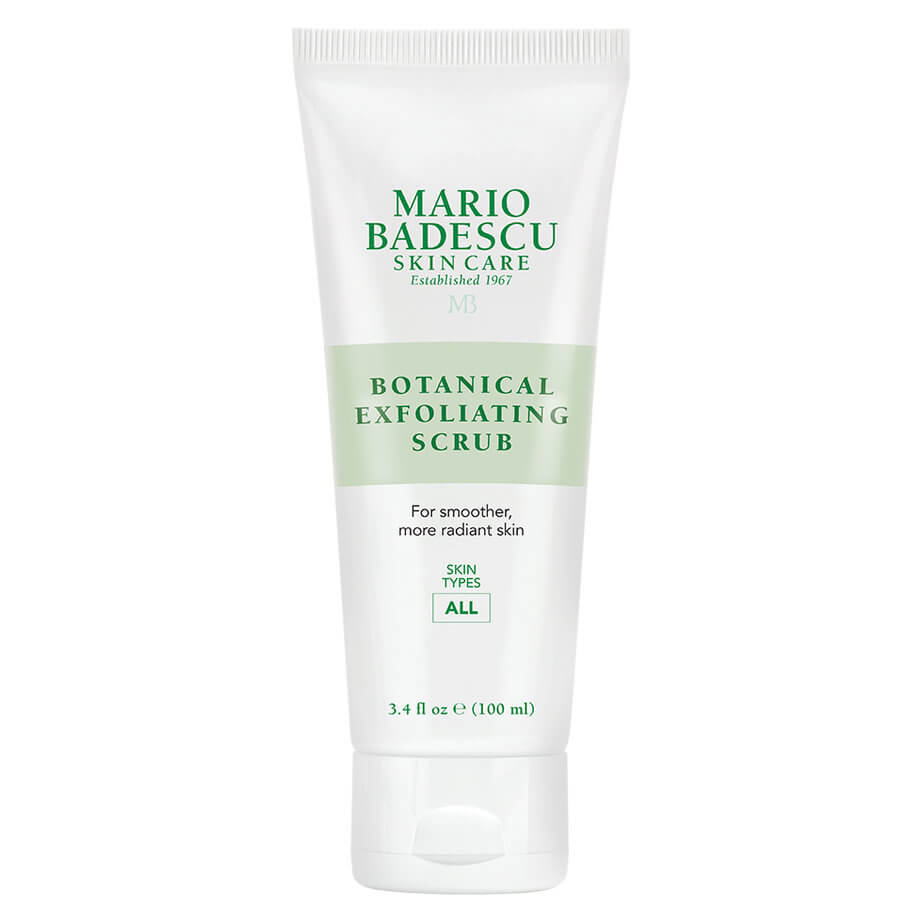 MARIO
BADESCU
SKIN CARE
Established 1967
MB
BOTANICAL
EXFOLIATING
SCRUB
For smoother,
more radiant skin
SKIN
TYPES
ALL
3.4 fl oz ℮ (100 ml)